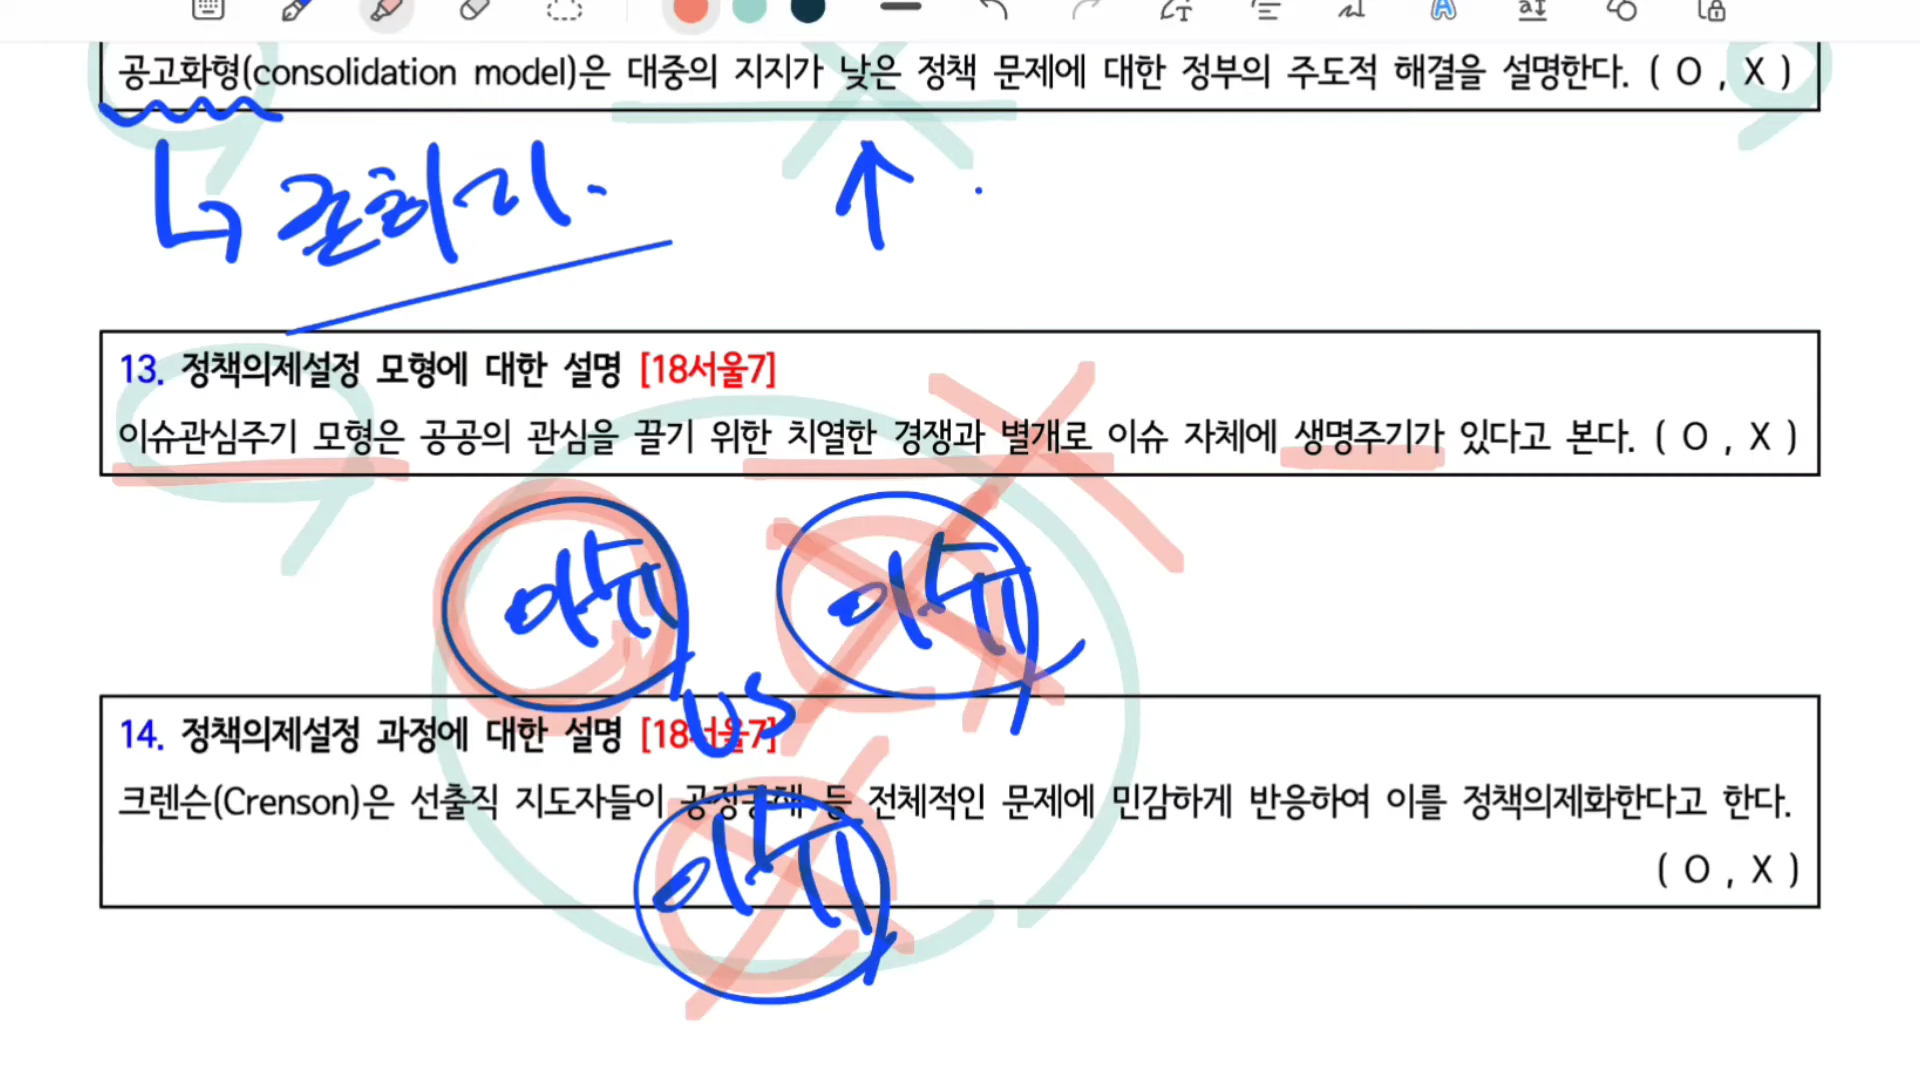 공고화형(consolidation model)은 대중의 지지가 낮은 정책 문제에 대한 정부의 주도적 해결을 설명한다. ( O , X )
굳히기.
13. 정책의제설정 모형에 대한 설명 [18서울7]
이슈관심주기 모형은 공공의 관심을 끌기 위한 치열한 경쟁과 별개로 이슈 자체에 생명주기가 있다고 본다. ( O , X )
이슈 이슈
VS
14. 정책의제설정 과정에 대한 설명 [18서울7]
크렌슨(Crenson)은 선출직 지도자들이 공장공해 등 전체적인 문제에 민감하게 반응하여 이를 정책의제화한다고 한다.
( O , X )
이슈